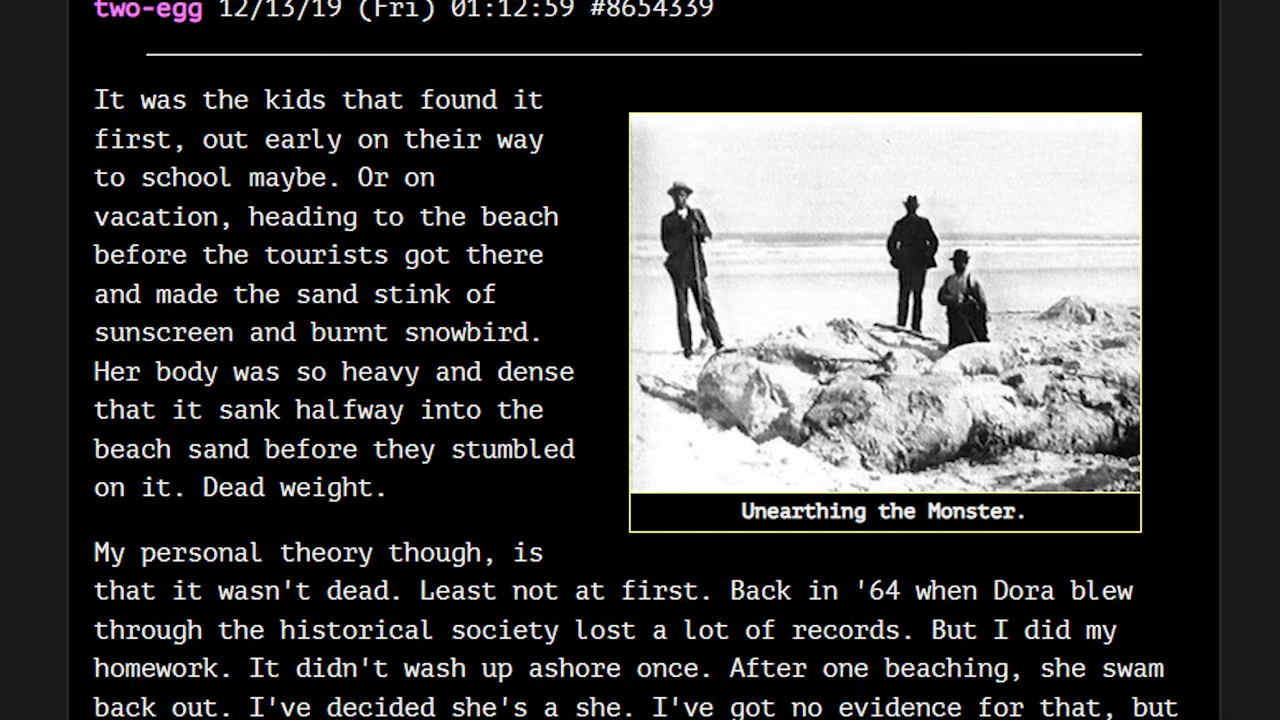 two-egg 12/13/19 (Fri) 01:12:59 #8654339
It was the kids that found it
first, out early on their way
to school maybe. Or on
vacation, heading to the beach
before the tourists got there
and made the sand stink of
sunscreen and burnt snowbird.
Her body was so heavy and dense
that it sank halfway into the
beach sand before they stumbled
on it. Dead weight.
Unearthing the Monster.
My personal theory though, is
that it wasn't dead. Least not at first. Back in '64 when Dora blew
through the historical society lost a lot of records. But I did my
homework. It didn't wash up ashore once. After one beaching, she swam
back out. I've decided she's a she. I've got no evidence for that, but